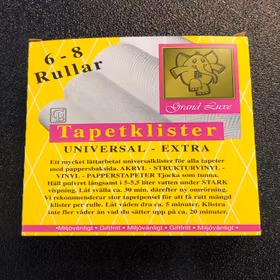 6 - 8
Rullar
Grand Luxe
Tapetklister
UNIVERSAL - EXTRA
Ett mycket lättarbetat universalklister för alla tapeter
med pappersbaksida. AKRYL - STRUKTURVINYL -
VINYL - PAPPERSTAPETER Tjocka som tunna.
Häll pulvret långsamt i 5-5,5 liter vatten under STARK
vispning. Låt svälla ca. 30 min. därefter ny omrörning.
Vi rekommenderar stor tapetpensel för att få rätt mängd
klister per rulle. Låt våden dra ca. 5 minuter. Klistra
inte fler våder än vad du sätter upp på ca. 20 minuter.
Miljövänligt • Giftfritt • Miljövänligt • Giftfritt • Miljövänligt